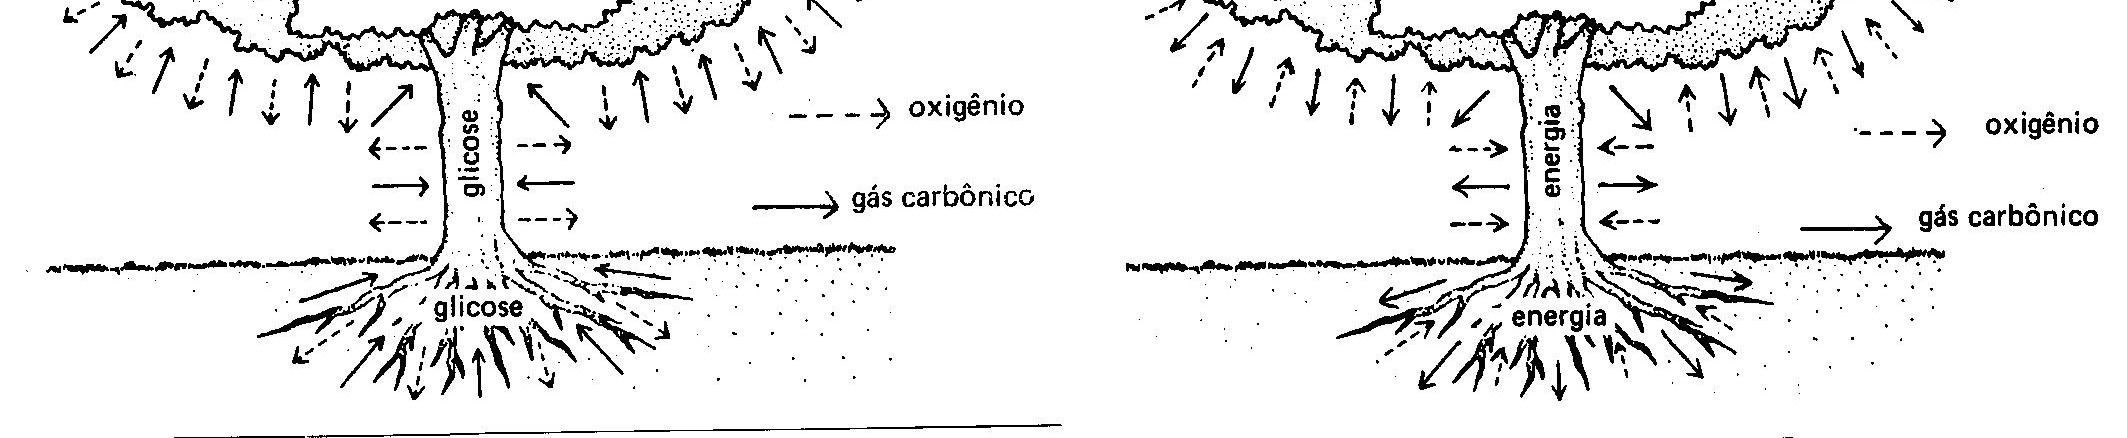 glicose
oxigênio
gás carbônico
glicose
energia
oxigênio
gás carbônico
energia